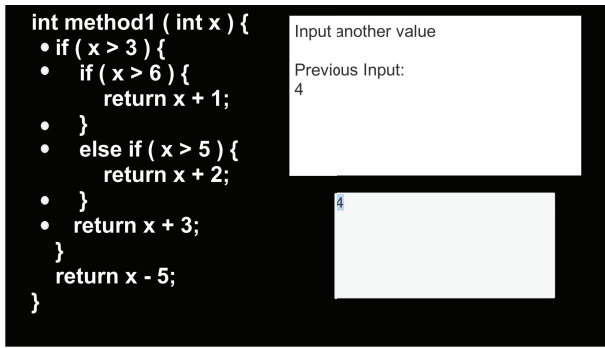 int method1 ( int x ) {
• if ( x > 3 ) {
• if ( x > 6 ) {
return x + 1;
• }
• else if ( x > 5 ) {
return x + 2;
• }
• return x + 3;
}
return x - 5;
}
Input another value
Previous Input:
4
4